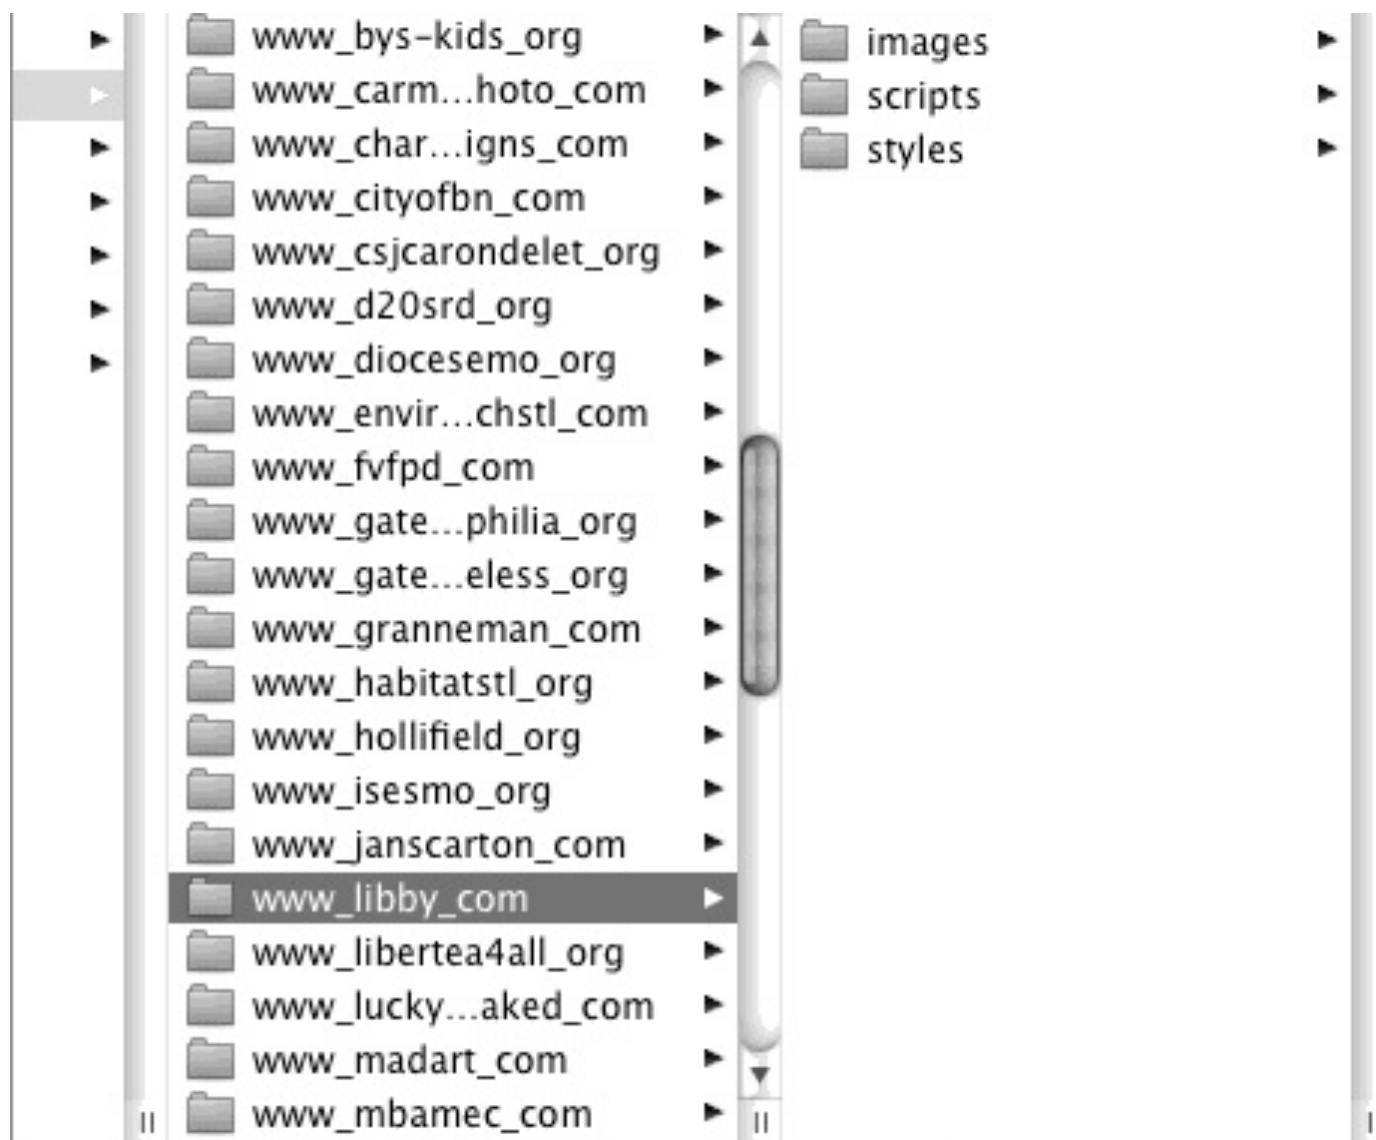 www_bys-kids_org
www_carm...hoto_com
www_char...igns_com
www_cityofbn_com
www_csjcarondelet_org
www_d20srd_org
www_diocesemo_org
www_envir...chstl_com
www_fvfpd_com
www_gate...philia_org
www_gate...eless_org
www_granneman_com
www_habitatstl_org
www_hollifield_org
www_isesmo_org
www_janscarton_com
www_libby_com
www_libertea4all_org
www_lucky...aked_com
www_madart_com
www_mbamec_com
images
scripts
styles